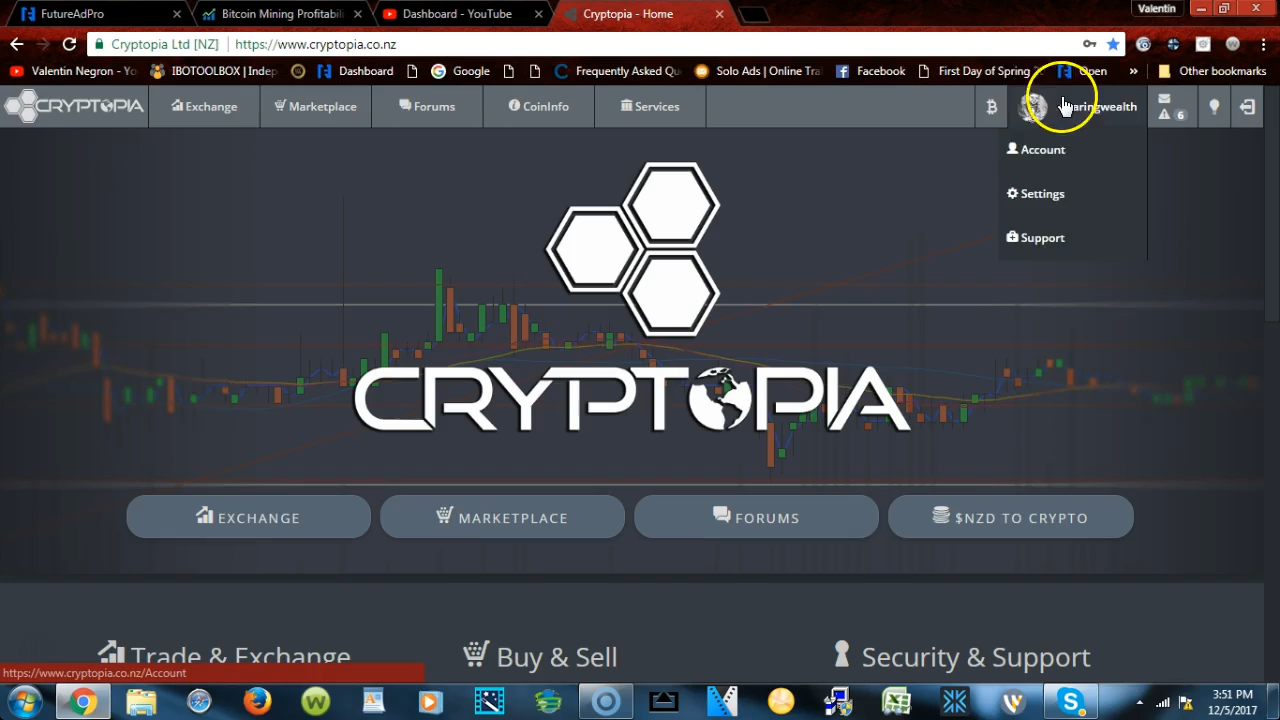 FutureAdPro
Bitcoin Mining Profitabili
Dashboard - YouTube
Cryptopia - Home
Valentin
Cryptopia Ltd [NZ]
https://www.cryptopia.co.nz
Valentin Negron - Yo
IBOTOOLBOX | Indep
DashBoard
Google
Frequently Asked Qu
Solo Ads | Online Tra
Facebook
First Day of Spring
Open
»
Other bookmarks
CRYPTOPIA
Exchange
Marketplace
Forums
CoinInfo
Services
aringwealth
6
Account
Settings
Support
CRYPTOPIA
EXCHANGE
MARKETPLACE
FORUMS
$NZD TO CRYPTO
Trade & Exchange
Buy & Sell
Security & Support
https://www.cryptopia.co.nz/Account
3:51 PM
12/5/2017